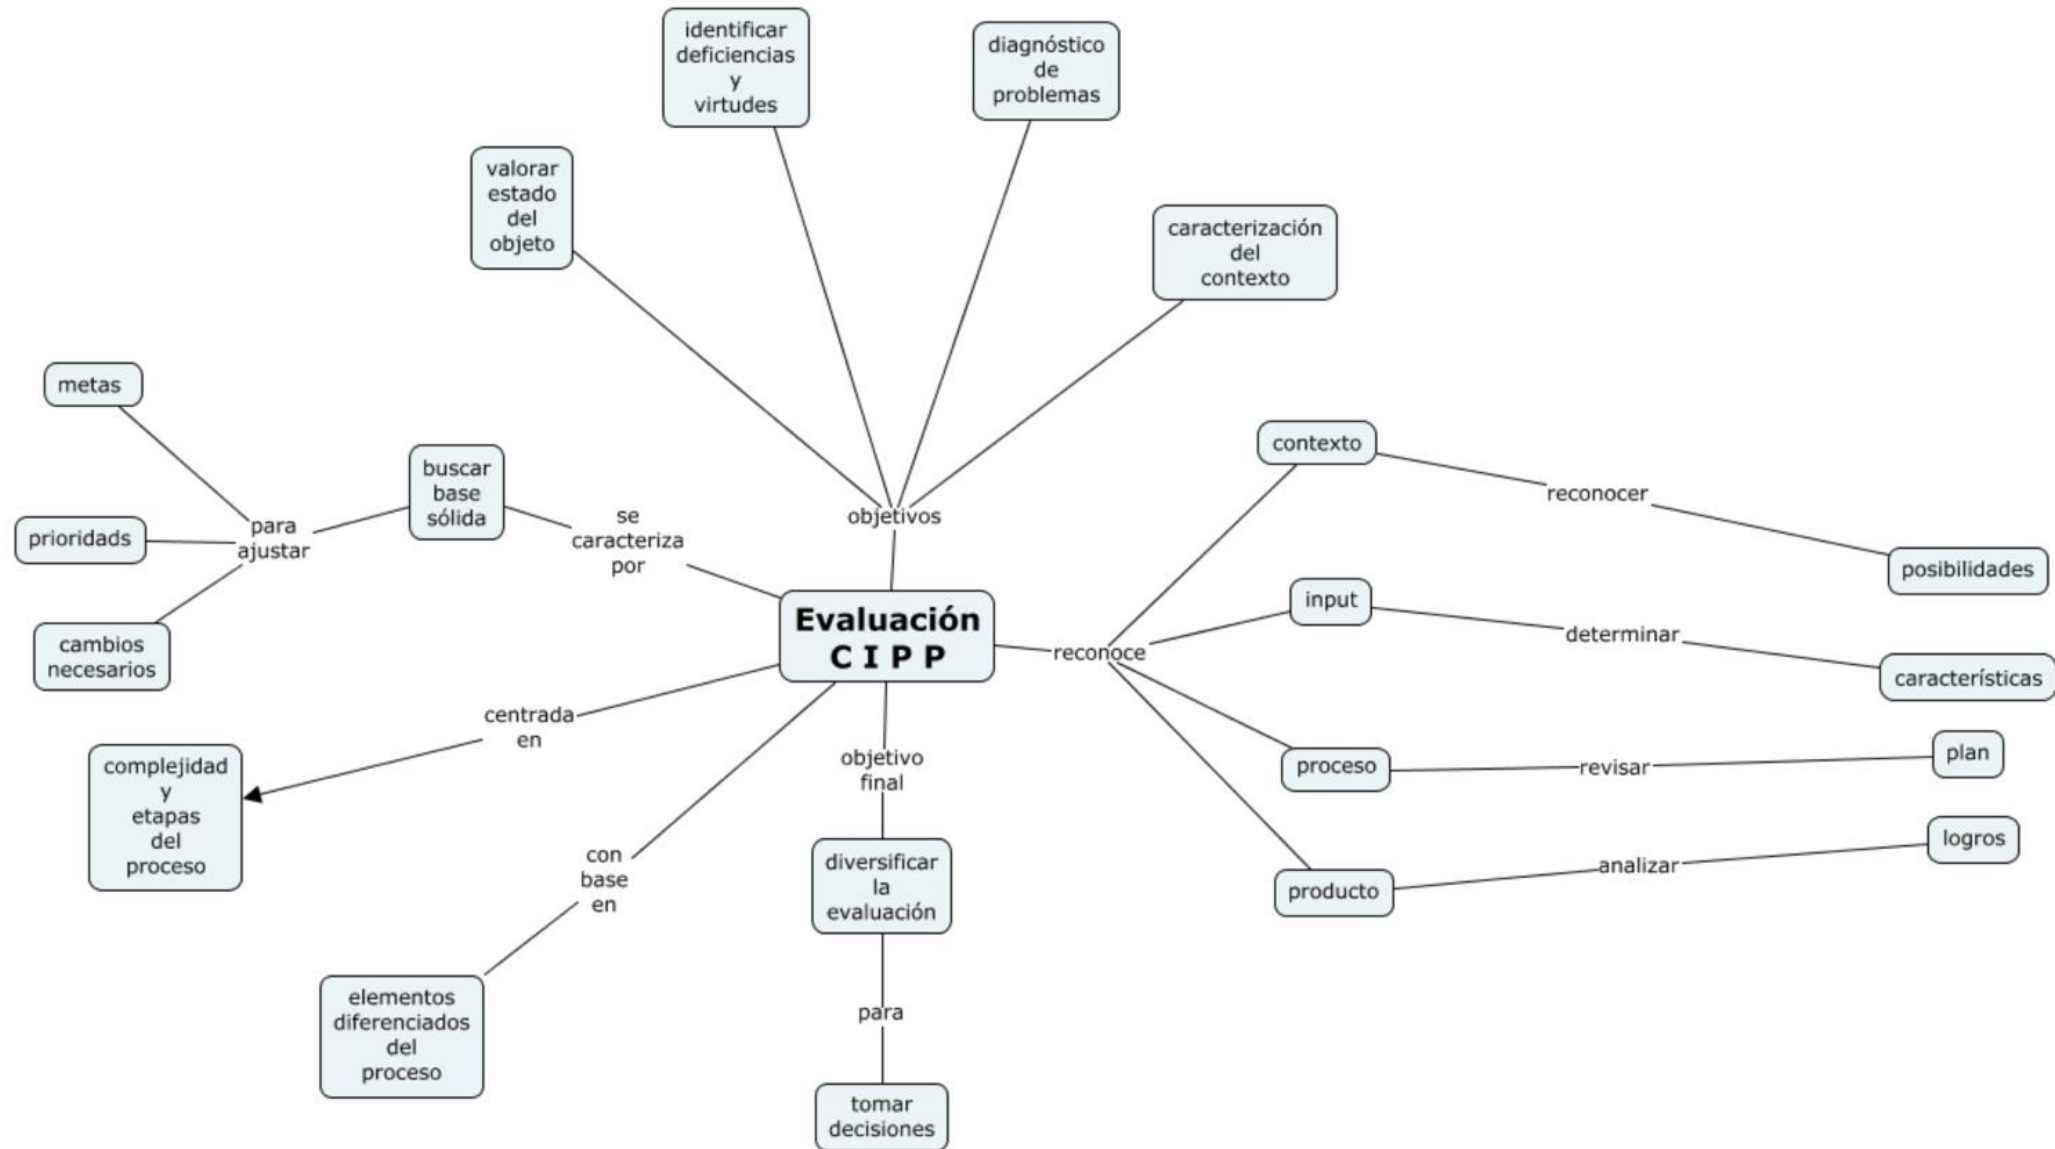 identificar
deficiencias
y
virtudes
diagnóstico
de
problemas
valorar
estado
del
objeto
caracterización
del
contexto
metas
prioridads
cambios
necesarios
para
ajustar
buscar
base
sólida
se
caracteriza
por
objetivos
Evaluación
C I P P
reconoce
contexto
reconocer
posibilidades
input
determinar
características
proceso
revisar
plan
producto
analizar
logros
centrada
en
complejidad
y
etapas
del
proceso
con
base
en
elementos
diferenciados
del
proceso
objetivo
final
diversificar
la
evaluación
para
tomar
decisiones